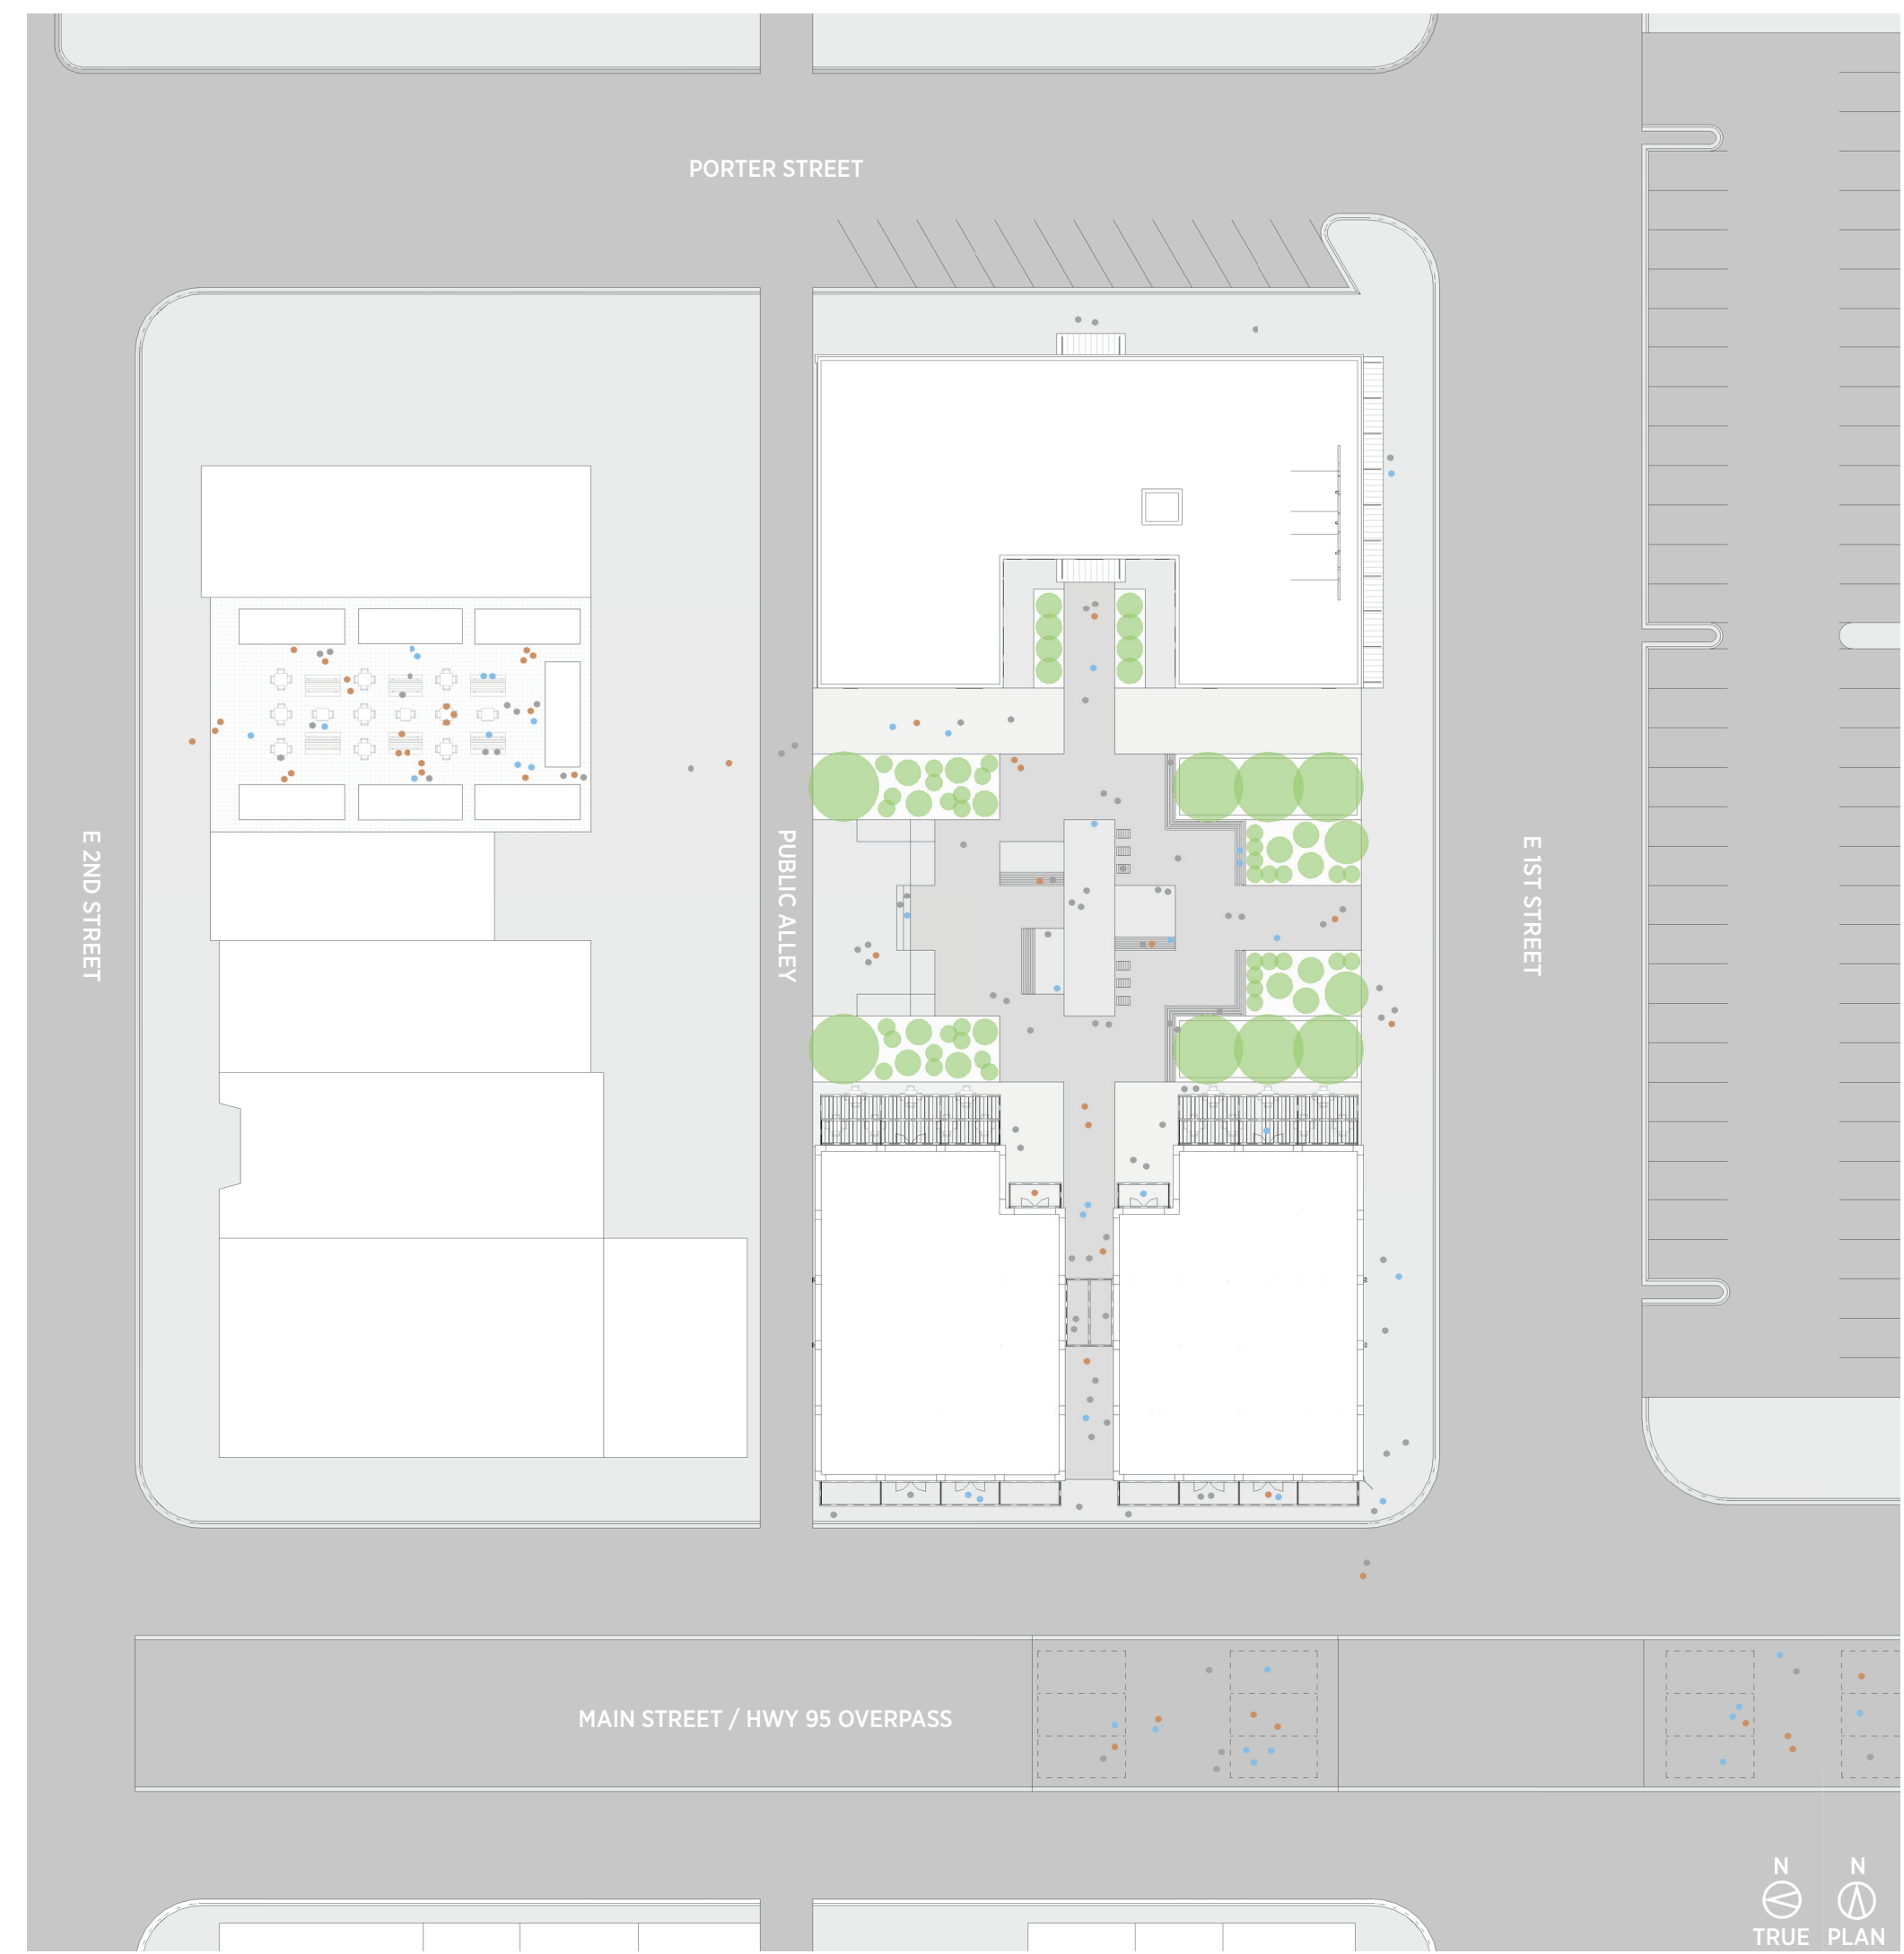 PORTER STREET
E 2ND STREET
PUBLIC ALLEY
E 1ST STREET
MAIN STREET / HWY 95 OVERPASS
N N
TRUE PLAN